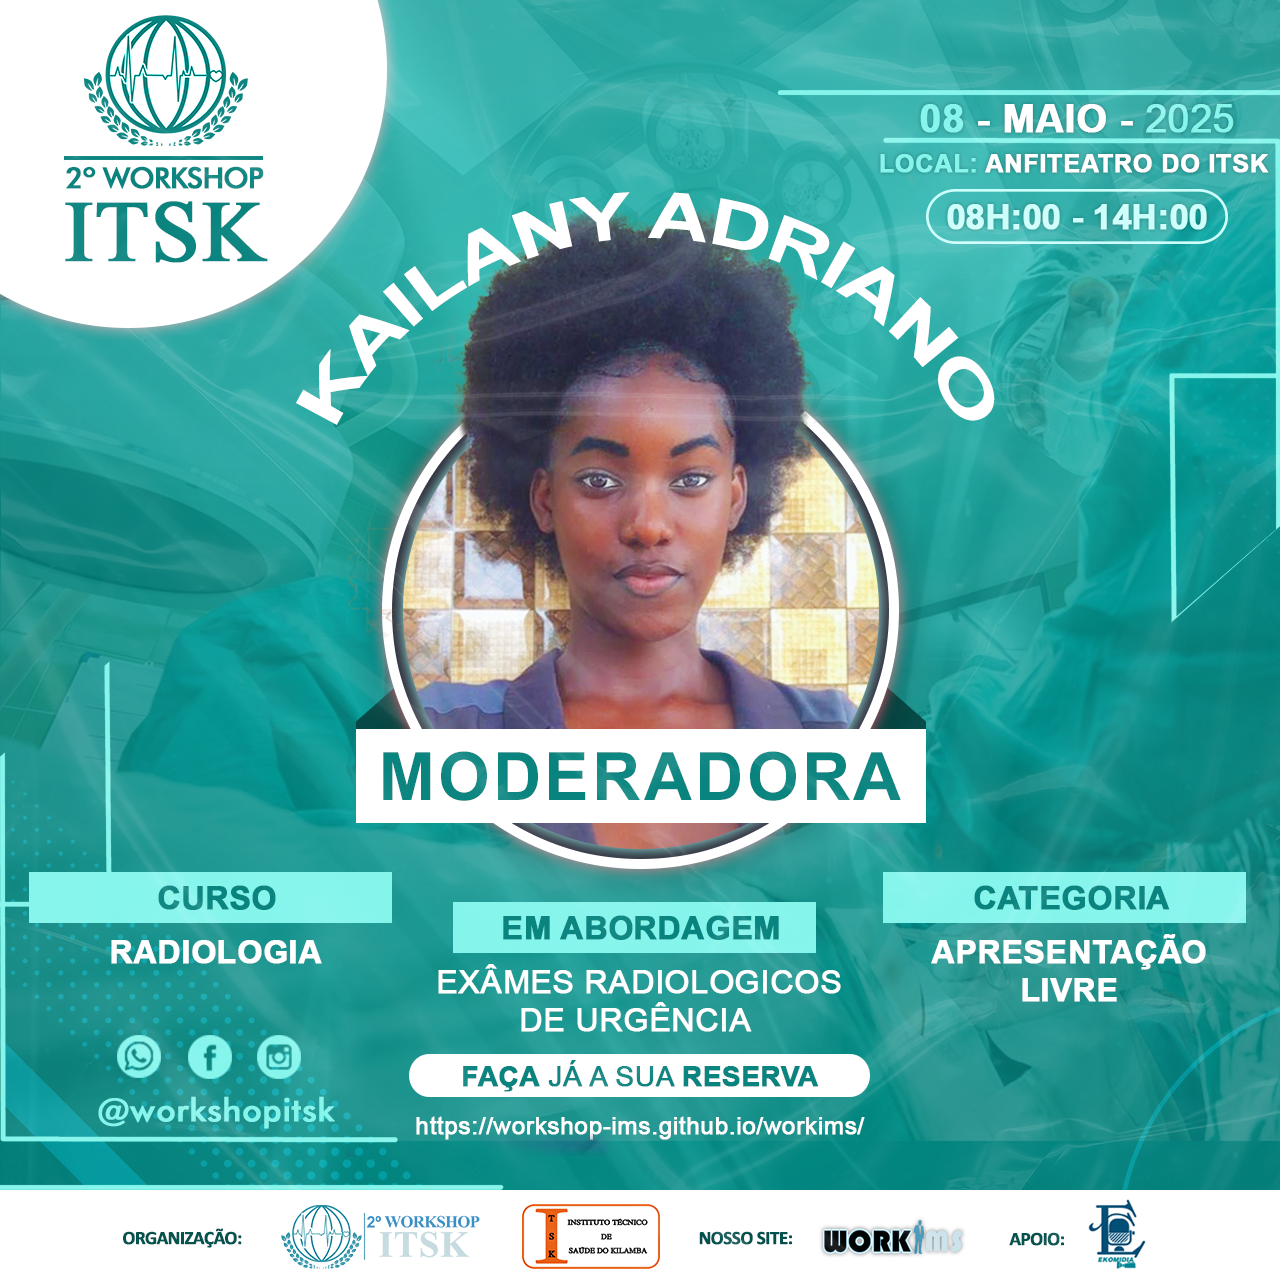 2º WORKSHOP
ITSK
08 - MAIO - 2025
LOCAL: ANFITEATRO DO ITSK
08H:00 - 14H:00
KAILANY ADRIANO
MODERADORA
CURSO
RADIOLOGIA
EM ABORDAGEM
EXÂMES RADIOLOGICOS
DE URGÊNCIA
CATEGORIA
APRESENTAÇÃO
LIVRE
@workshopitsk
FAÇA JÁ A SUA RESERVA
https://workshop-ims.github.io/workims/
ORGANIZAÇÃO:
2º WORKSHOP
ITSK
I
T
S
K
INSTITUTO TÉCNICO
DE
SAÚDE DO KILAMBA
NOSSO SITE:
WORKims
APOIO:
EKOMIDIA